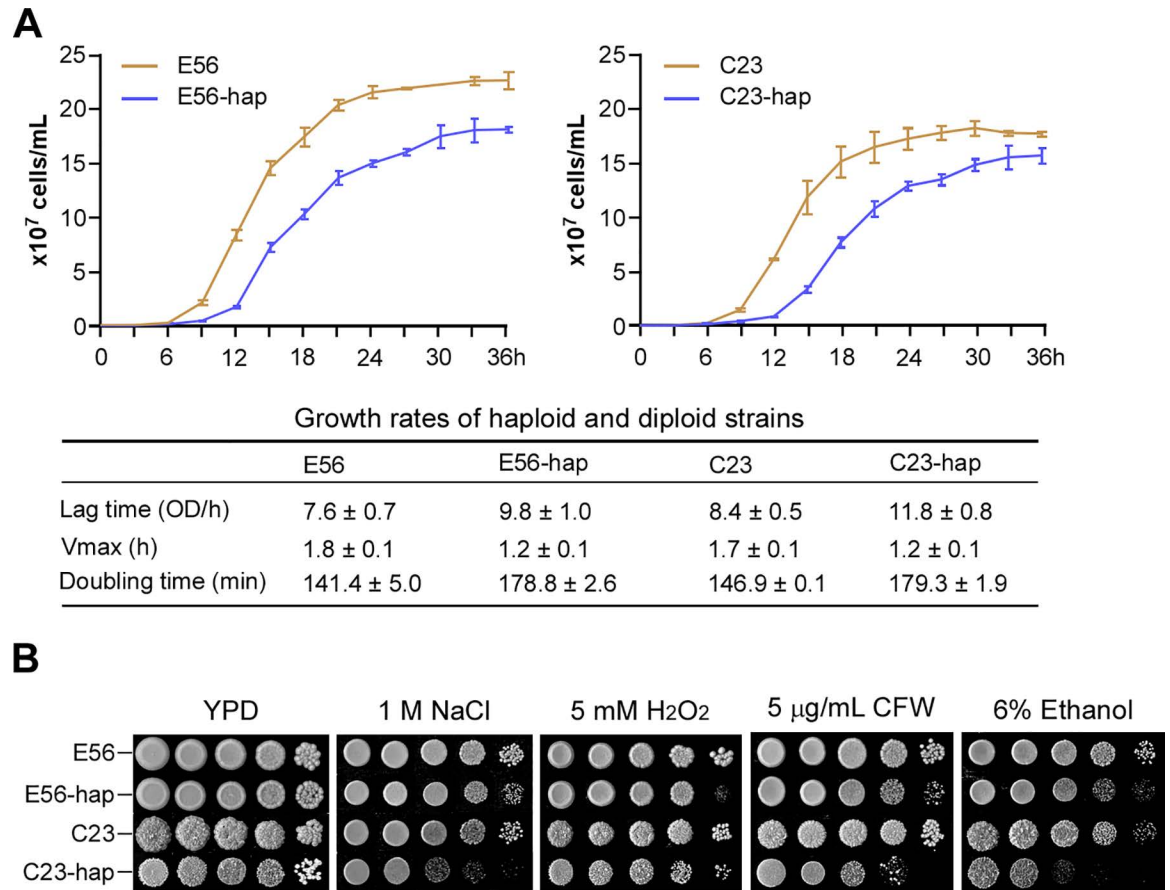 A
25
20
15
10
5
0
x10⁷ cells/mL
E56
E56-hap
0 6 12 18 24 30 36h
25
20
15
10
5
0
x10⁷ cells/mL
C23
C23-hap
0 6 12 18 24 30 36h
Growth rates of haploid and diploid strains
E56 E56-hap C23 C23-hap
Lag time (OD/h) 7.6 ± 0.7 9.8 ± 1.0 8.4 ± 0.5 11.8 ± 0.8
Vmax (h) 1.8 ± 0.1 1.2 ± 0.1 1.7 ± 0.1 1.2 ± 0.1
Doubling time (min) 141.4 ± 5.0 178.8 ± 2.6 146.9 ± 0.1 179.3 ± 1.9
B
YPD 1 M NaCl 5 mM H₂O₂ 5 μg/mL CFW 6% Ethanol
E56
E56-hap
C23
C23-hap